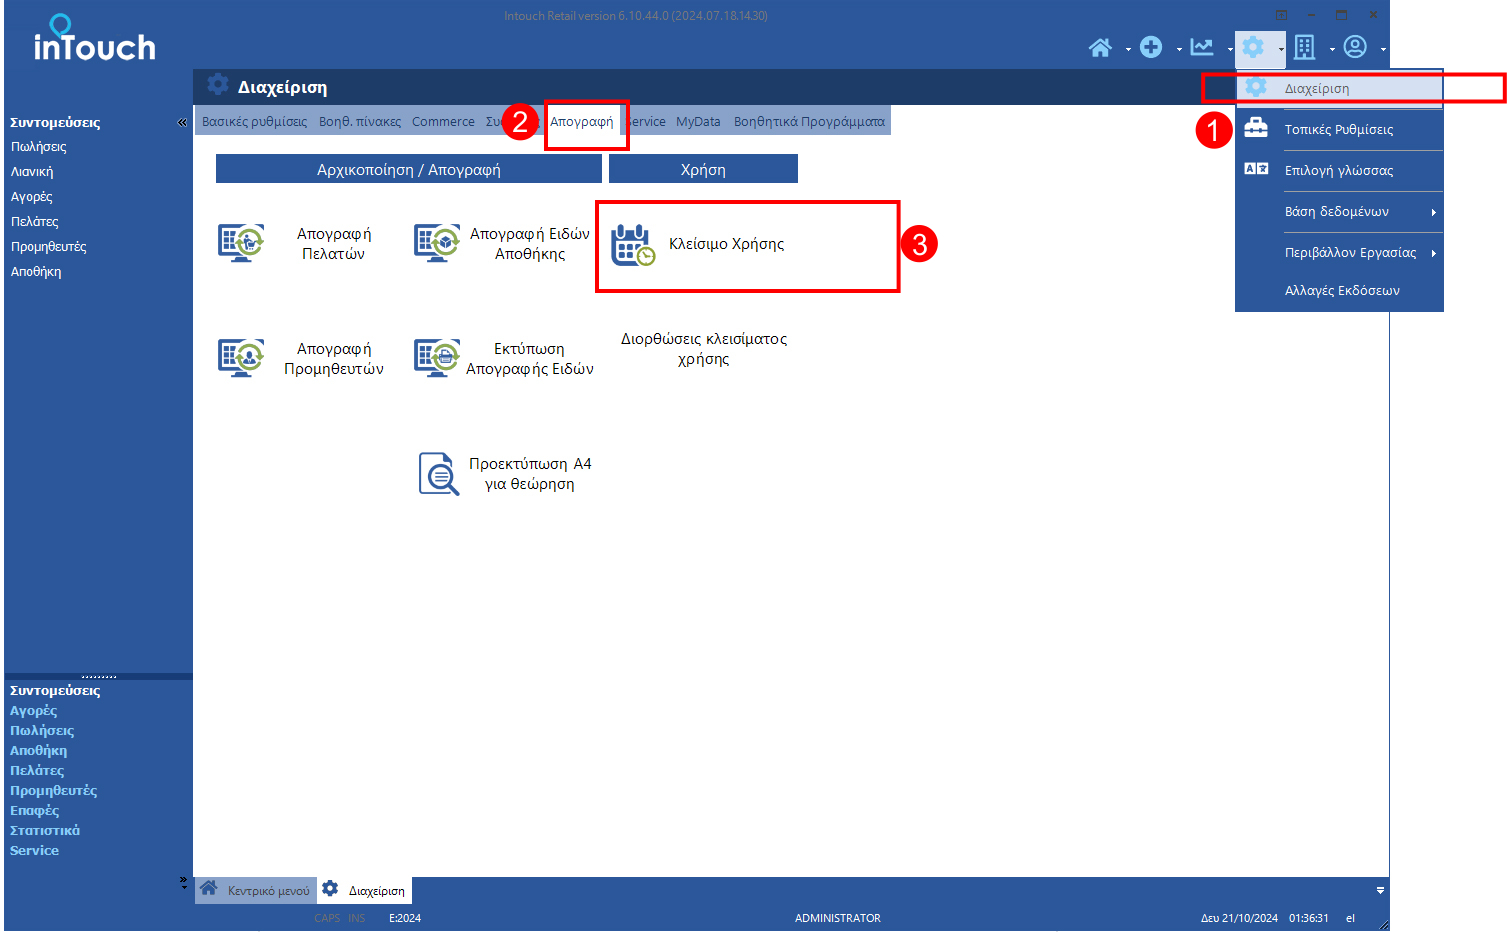 Intouch Retail version 6.10.44.0 (2024.07.18.14.30)
inTouch
Διαχείριση
Διαχείριση
1
Τοπικές Ρυθμίσεις
Επιλογή γλώσσας
Βάση δεδομένων
Περιβάλλον Εργασίας
Αλλαγές Εκδόσεων
Συντομεύσεις
Πωλήσεις
Λιανική
Αγορές
Πελάτες
Προμηθευτές
Αποθήκη
Βασικές ρυθμίσεις Βοηθ. πίνακες Commerce 2 Απογραφή Service MyData Βοηθητικά Προγράμματα
Αρχικοποίηση / Απογραφή Χρήση
Απογραφή
Πελατών
Απογραφή Ειδών
Αποθήκης
Κλείσιμο Χρήσης
3
Απογραφή
Προμηθευτών
Εκτύπωση
Απογραφής Ειδών
Διορθώσεις κλεισίματος
χρήσης
Προεκτύπωση Α4
για θεώρηση
Συντομεύσεις
Αγορές
Πωλήσεις
Αποθήκη
Πελάτες
Προμηθευτές
Επαφές
Στατιστικά
Service
Κεντρικό μενού Διαχείριση
CAPS INS E:2024 ADMINISTRATOR Δευ 21/10/2024 01:36:31 el